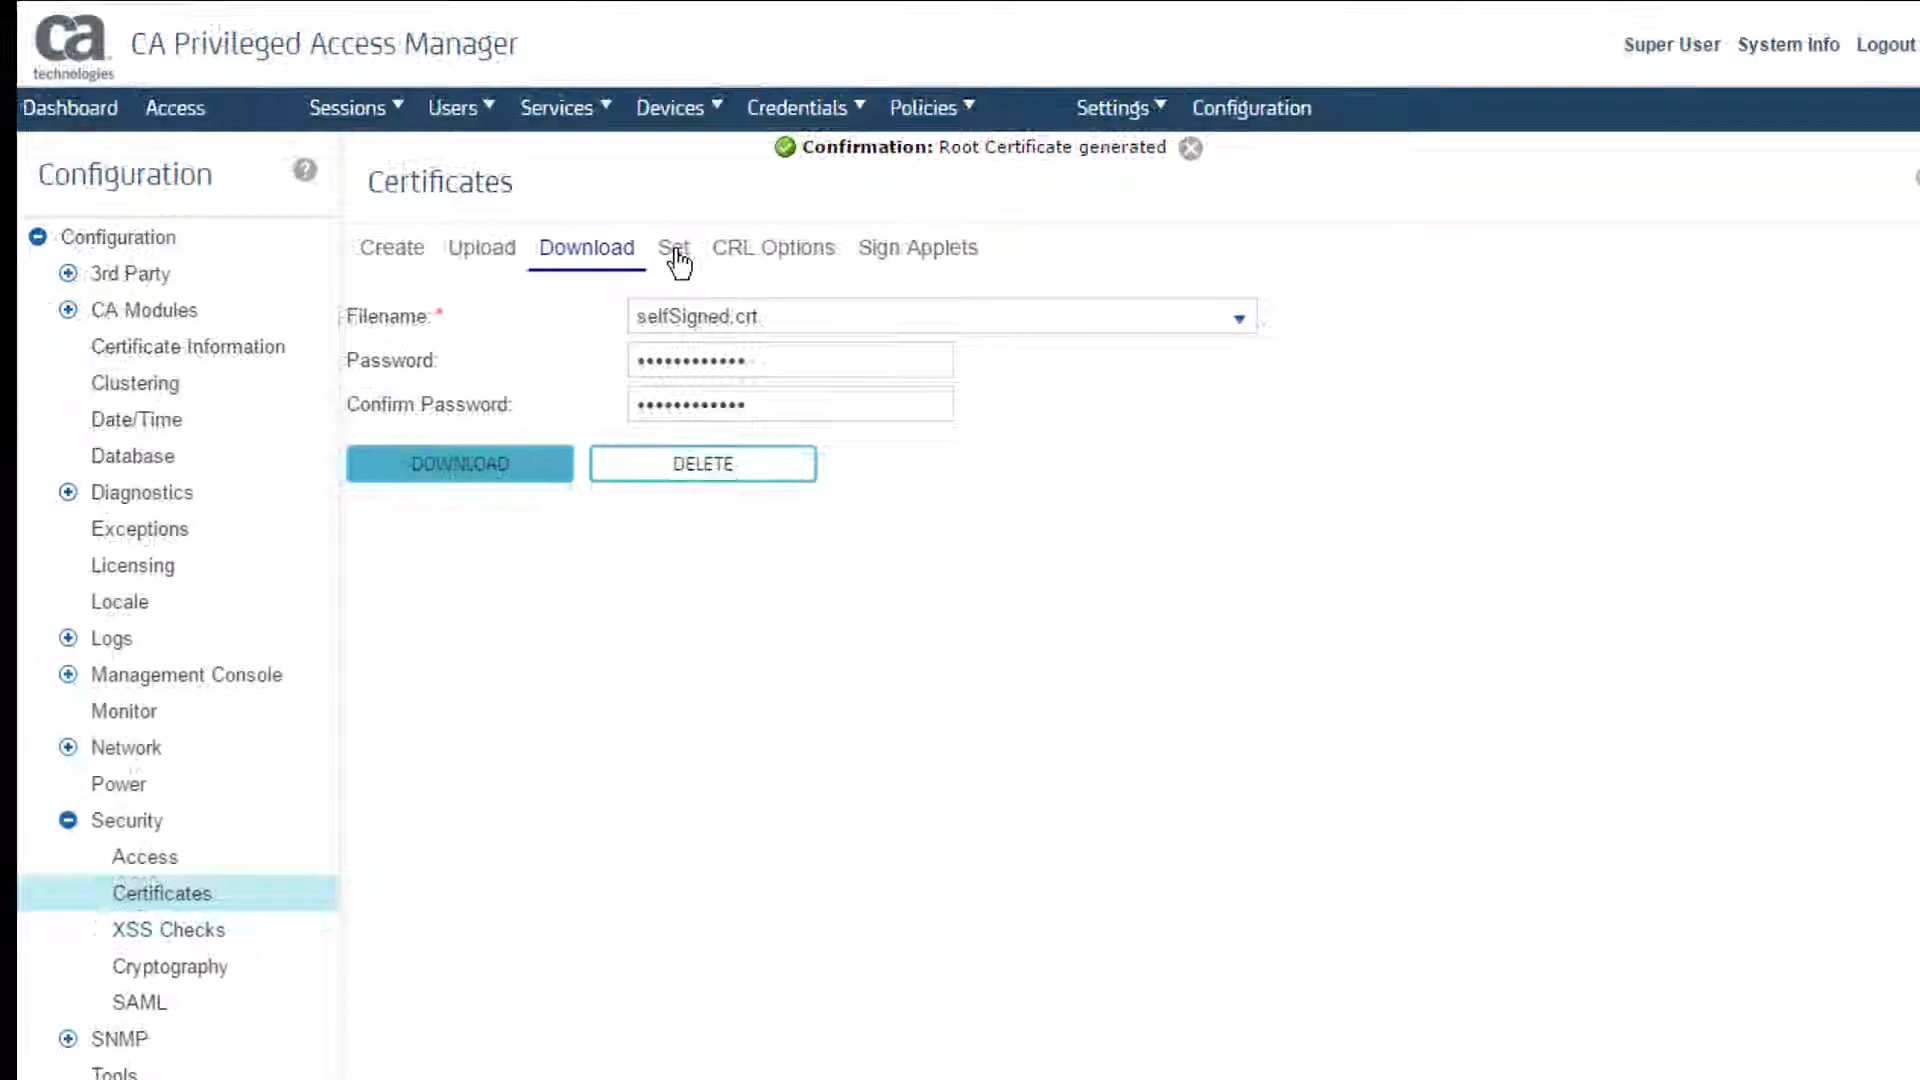 ca
technologies
CA Privileged Access Manager
Super User System Info Logout
Dashboard Access Sessions Users Services Devices Credentials Policies Settings Configuration
Confirmation: Root Certificate generated
Configuration
Certificates
Create Upload Download Set CRL Options Sign Applets
Configuration
3rd Party
CA Modules
Certificate Information
Clustering
Date/Time
Database
Diagnostics
Exceptions
Licensing
Locale
Logs
Management Console
Monitor
Network
Power
Security
Access
Certificates
XSS Checks
Cryptography
SAML
SNMP
Tools
Filename:* selfSigned.crt
Password: ••••••••••••
Confirm Password: ••••••••••••
DOWNLOAD DELETE